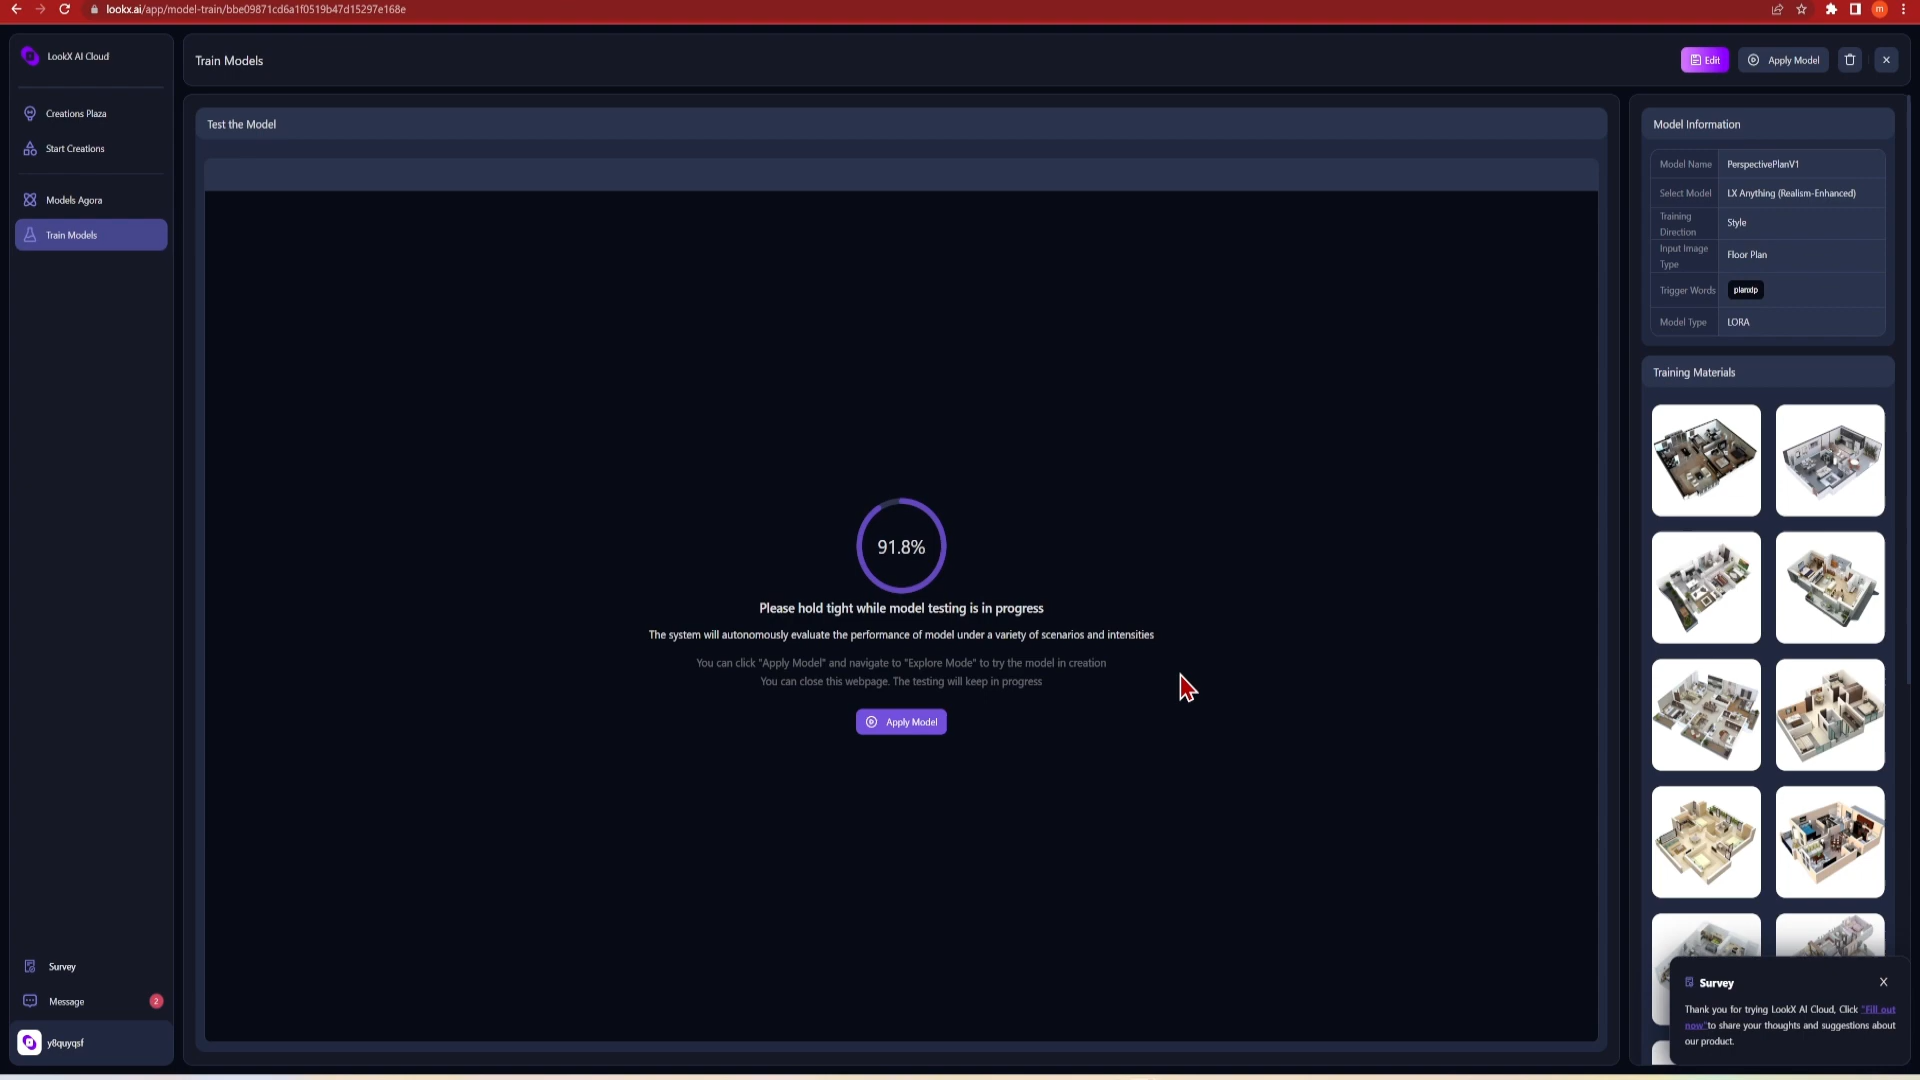 lookx.ai/app/model-train/bbe09871cd6a1f0519b47d15297e168e
m
LookX AI Cloud
Creations Plaza
Start Creations
Models Agora
Train Models
Survey
Message
2
y8quyqsf
Train Models
Edit
Apply Model
Test the Model
91.8%
Please hold tight while model testing is in progress
The system will autonomously evaluate the performance of model under a variety of scenarios and intensities
You can click "Apply Model" and navigate to "Explore Mode" to try the model in creation
You can close this webpage. The testing will keep in progress
Apply Model
Model Information
Model Name
PerspectivePlanV1
Select Model
LX Anything (Realism-Enhanced)
Training
Direction
Style
Input Image
Type
Floor Plan
Trigger Words
planxlp
Model Type
LORA
Training Materials
Survey
X
Thank you for trying LookX AI Cloud, Click "Fill out
now"to share your thoughts and suggestions about
our product.